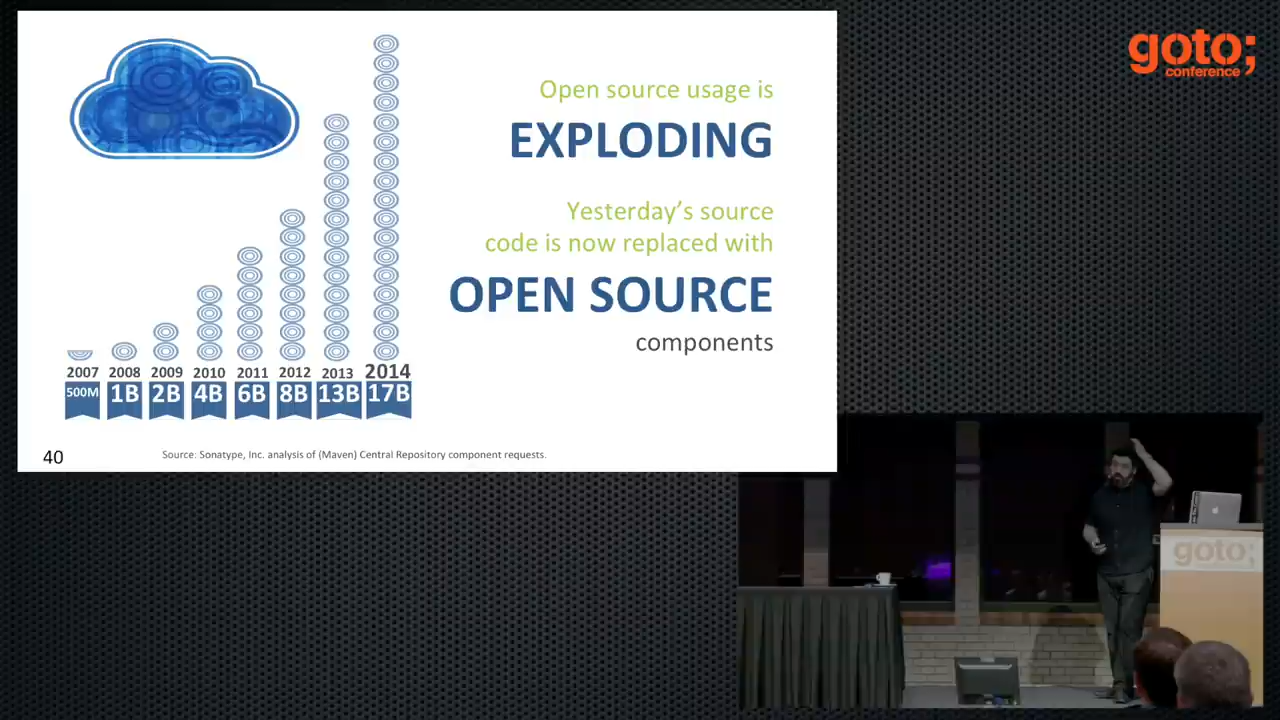 goto;
conference
Open source usage is
EXPLODING
Yesterday's source
code is now replaced with
OPEN SOURCE
components
2007 2008 2009 2010 2011 2012 2013 2014
500M 1B 2B 4B 6B 8B 13B 17B
40
Source: Sonatype, Inc. analysis of (Maven) Central Repository component requests.
goto;